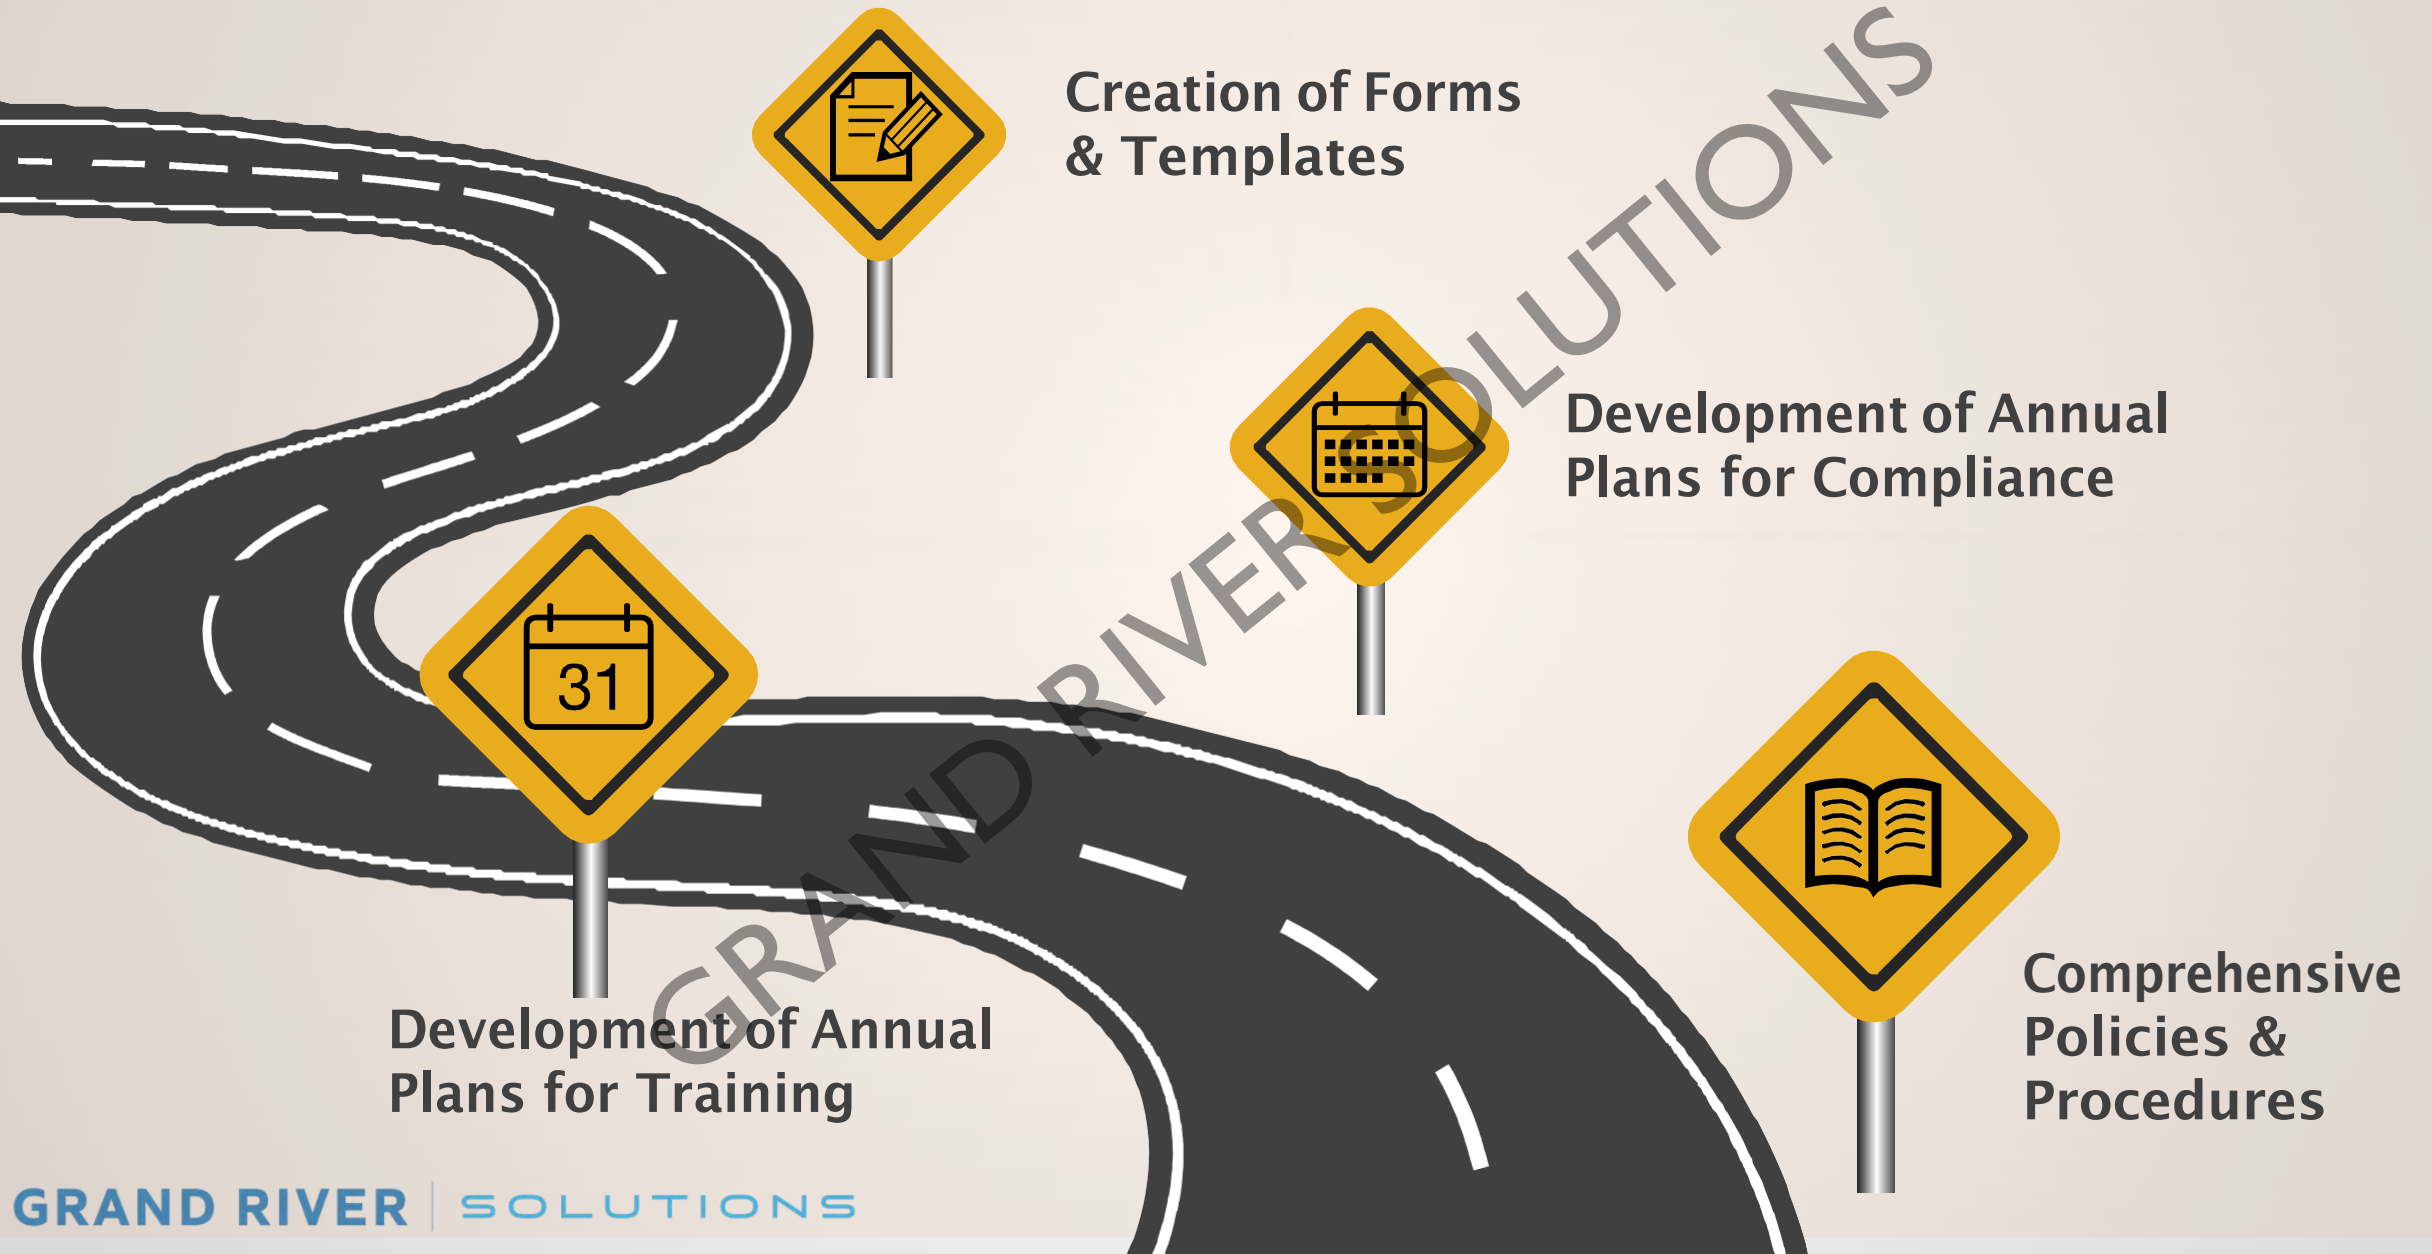 Creation of Forms
& Templates
Development of Annual
Plans for Compliance
31
Comprehensive
Policies &
Procedures
Development of Annual
Plans for Training
GRAND RIVER SOLUTIONS
GRAND RIVER | SOLUTIONS